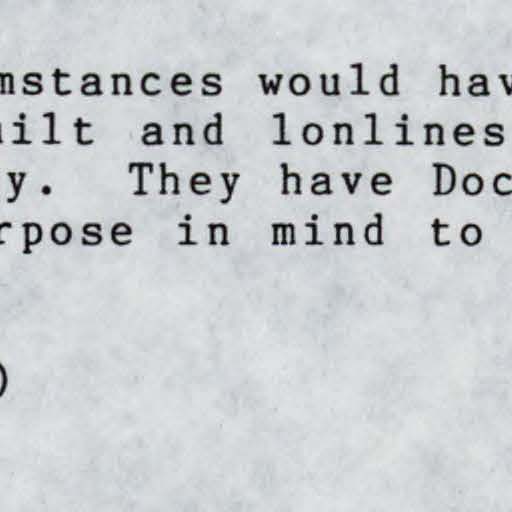 mstances would hav
uilt and lonlines
y. They have Doc
rpose in mind to
)